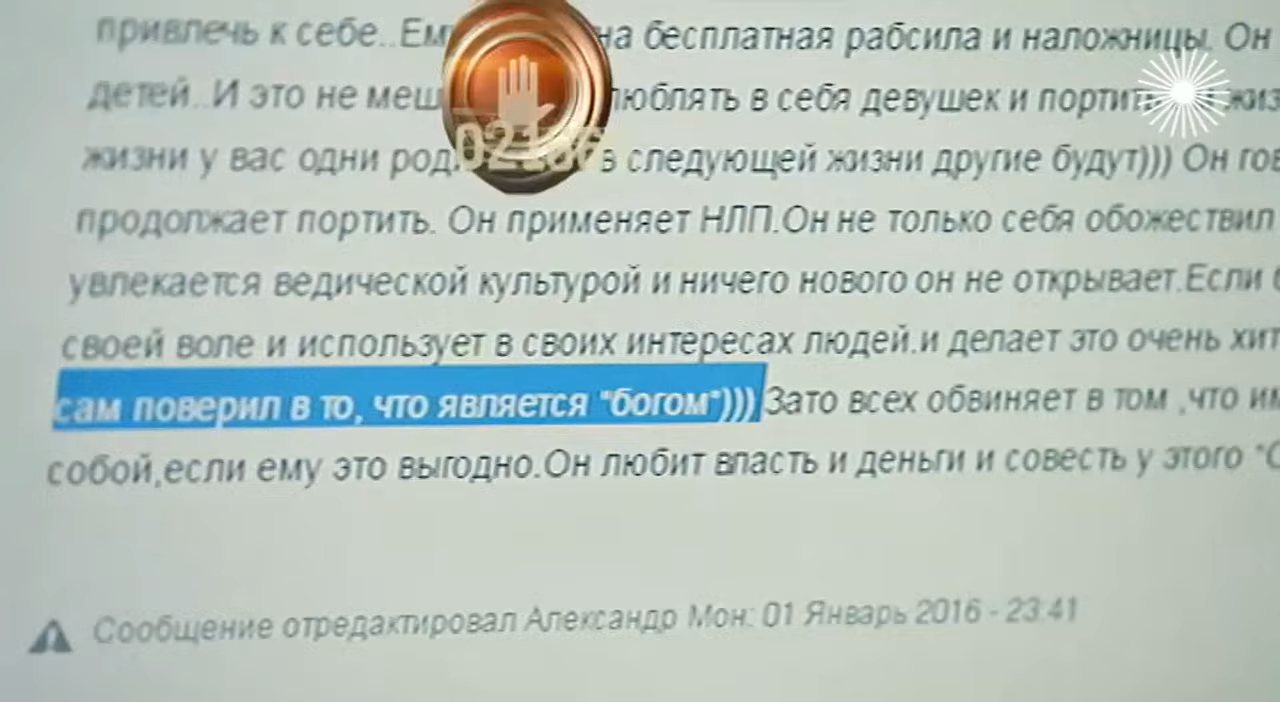 привлечь к себе..Ему на бесплатная рабсила и наложницы. Он
детей..И это не меш люблять в себя девушек и портить жиз
жизни у вас одни род в следующей жизни другие будут))) Он гов
продолжает портить. Он применяет НЛП.Он не только себя обожествил
увлекается ведической культурой и ничего нового он не открывает.Если
своей воле и использует в своих интересах людей.и делает это очень хит
сам поверил в то, что является "богом"))) Зато всех обвиняет в том ,что им
собой,если ему это выгодно.Он любит власть и деньги и совесть у этого "С
Сообщение отредактировал Александр Мон: 01 Январь 2016 - 23:41